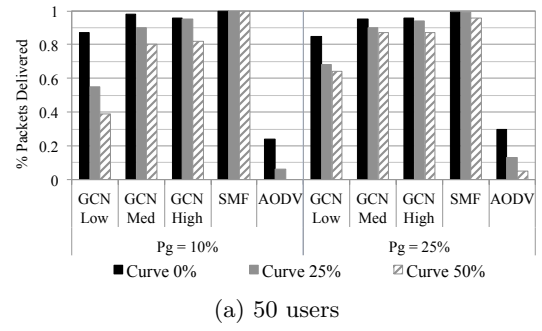 % Packets Delivered
1
0.8
0.6
0.4
0.2
0
GCN Low
GCN Med
GCN High
SMF
AODV
GCN Low
GCN Med
GCN High
SMF
AODV
Pg = 10%
Pg = 25%
Curve 0%
Curve 25%
Curve 50%
(a) 50 users